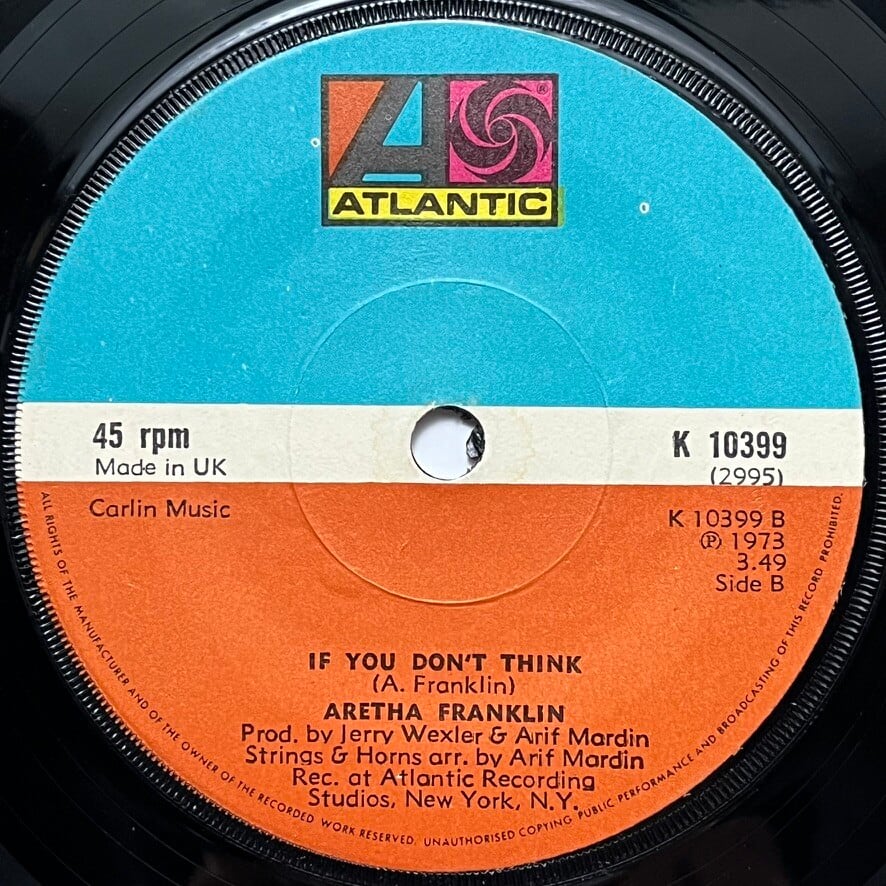 A
®
ATLANTIC
45 rpm
Made in UK
K 10399
(2995)
Carlin Music
K 10399 B
℗ 1973
3.49
Side B
IF YOU DON'T THINK
(A. Franklin)
ARETHA FRANKLIN
Prod. by Jerry Wexler & Arif Mardin
Strings & Horns arr. by Arif Mardin
Rec. at Atlantic Recording
Studios, New York, N.Y.
ALL RIGHTS OF THE MANUFACTURER AND OF THE OWNER OF THE RECORDED WORK RESERVED. UNAUTHORISED COPYING PUBLIC PERFORMANCE AND BROADCASTING OF THIS RECORD PROHIBITED.